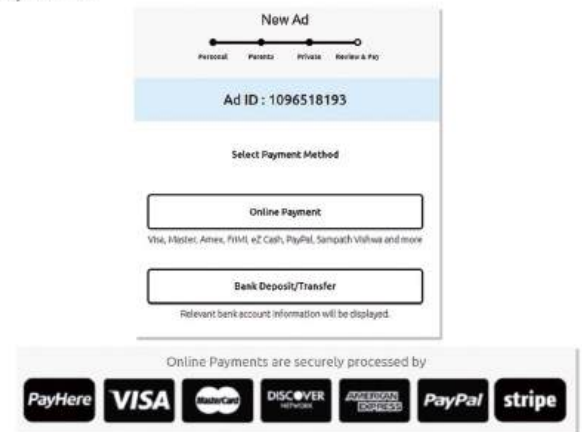 New Ad
Personal Parents Private Review & Pay
Ad ID : 1096518193
Select Payment Method
Online Payment
Visa, Master, Amex, FriMi, eZ Cash, PayPal, Sampath Vishwa and more
Bank Deposit/Transfer
Relevant bank account information will be displayed.
Online Payments are securely processed by
PayHere VISA MasterCard DISCOVER NETWORK AMERICAN EXPRESS PayPal stripe